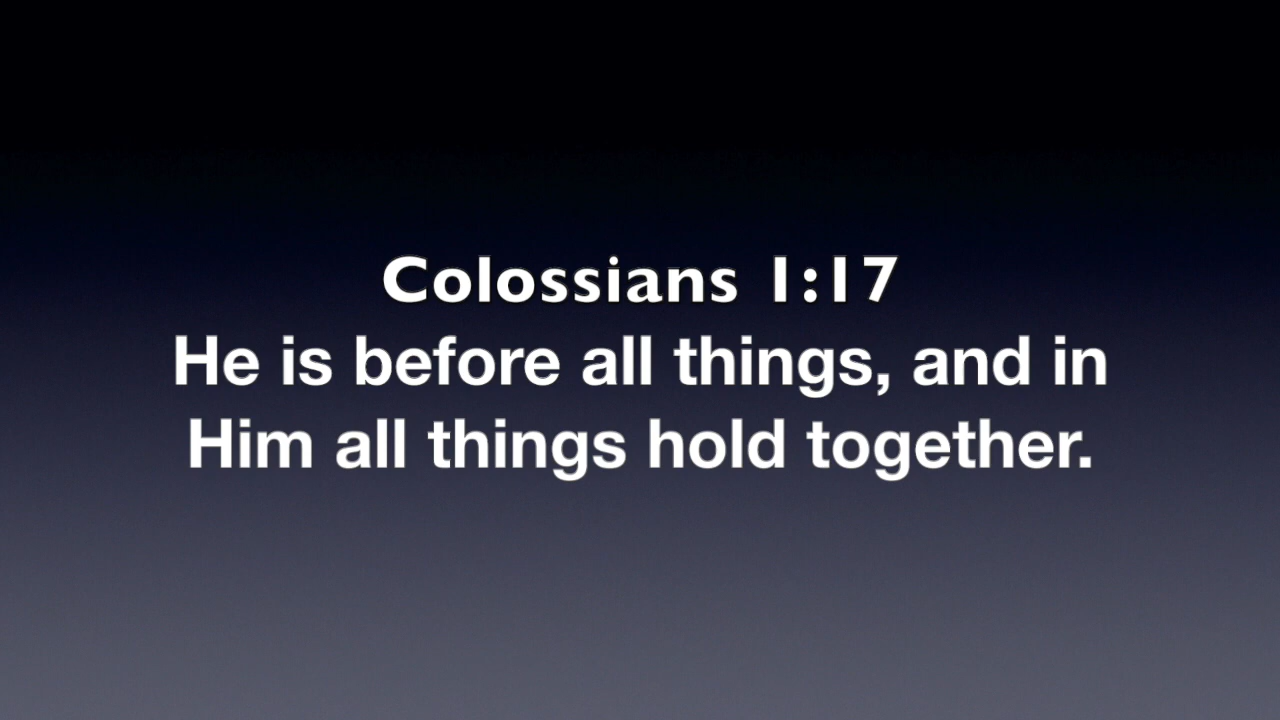 Colossians 1:17
He is before all things, and in
Him all things hold together.